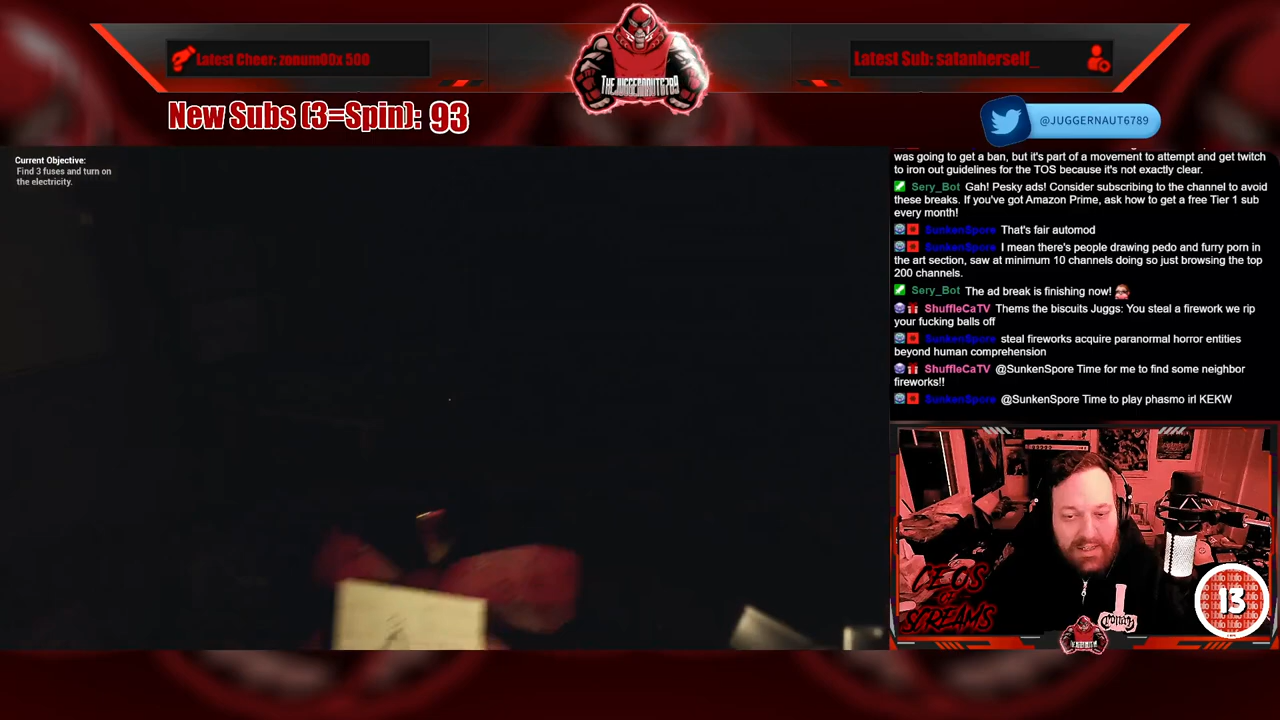 Latest Cheer: zonum00x 500
THEJUGGERNAUT6789
Latest Sub: satanherself_
New Subs (3=Spin): 93
@JUGGERNAUT6789
Current Objective:
Find 3 fuses and turn on
the electricity.
was going to get a ban, but it's part of a movement to attempt and get twitch
to iron out guidelines for the TOS because it's not exactly clear.
Sery_Bot Gah! Pesky ads! Consider subscribing to the channel to avoid
these breaks. If you've got Amazon Prime, ask how to get a free Tier 1 sub
every month!
SunkenSpore That's fair automod
SunkenSpore I mean there's people drawing pedo and furry porn in
the art section, saw at minimum 10 channels doing so just browsing the top
200 channels.
Sery_Bot The ad break is finishing now!
ShuffleCaTV Thems the biscuits Juggs: You steal a firework we rip
your fucking balls off
SunkenSpore steal fireworks acquire paranormal horror entities
beyond human comprehension
ShuffleCaTV @SunkenSpore Time for me to find some neighbor
fireworks!!
SunkenSpore @SunkenSpore Time to play phasmo irl KEKW
CEOS
OF
SCREAMS
13